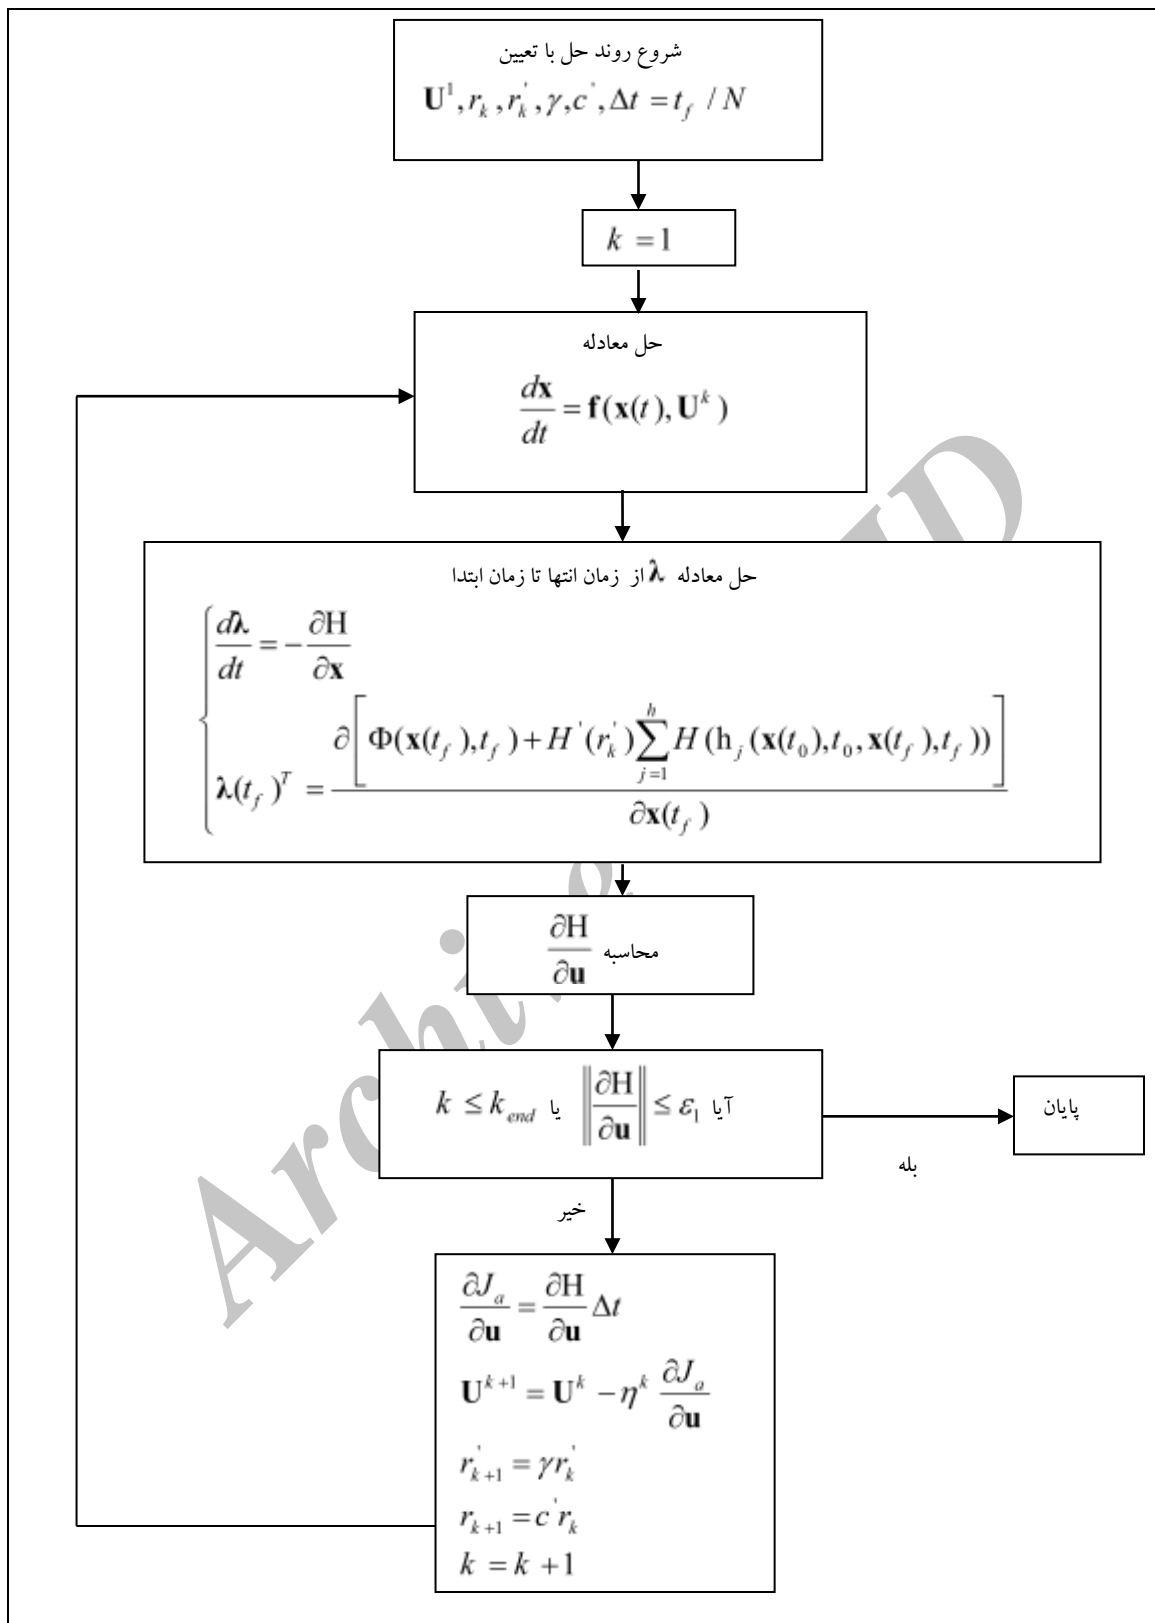 شروع روند حل با تعیین
U¹, r_k, r'_k, γ, c', Δt = t_f / N
k = 1
حل معادله
dx/dt = f(x(t), U^k)
حل معادله λ از زمان انتها تا زمان ابتدا
dλ/dt = −∂H/∂x
λ(t_f)^T = ∂[Φ(x(t_f), t_f) + H'(r'_k) ∑_{j=1}^{h} H(h_j(x(t_0), t_0, x(t_f), t_f))] / ∂x(t_f)
محاسبه ∂H/∂u
آیا ‖∂H/∂u‖ ≤ ε₁ یا k ≤ k_end
پایان
بله
خیر
∂J_a/∂u = ∂H/∂u Δt
U^{k+1} = U^k − η^k ∂J_a/∂u
r'_{k+1} = γ r'_k
r_{k+1} = c' r_k
k = k + 1